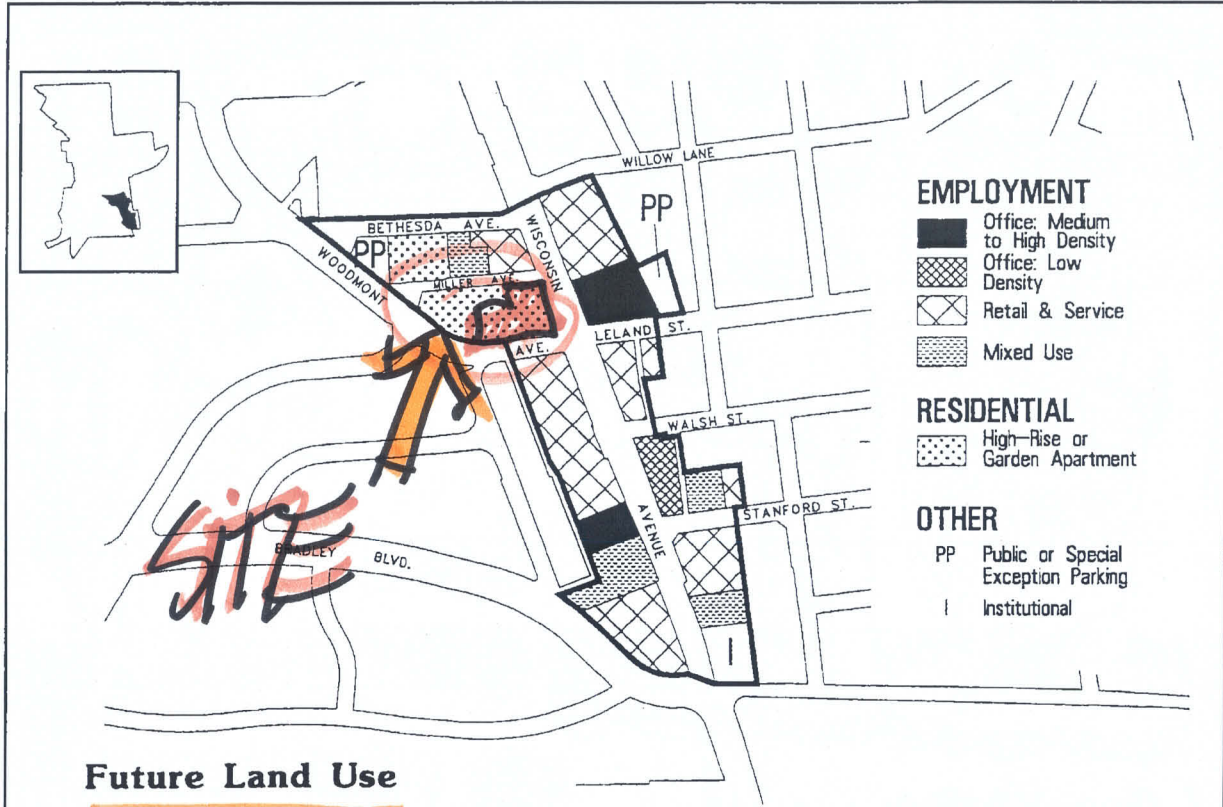 WILLOW LANE
PP
BETHESDA AVE.
WISCONSIN
PP
WOODMONT
MILLER AVE.
LELAND ST.
AVE.
WALSH ST.
AVENUE
STANFORD ST.
SITE
BRADLEY BLVD.
I
EMPLOYMENT
Office: Medium
to High Density
Office: Low
Density
Retail & Service
Mixed Use
RESIDENTIAL
High-Rise or
Garden Apartment
OTHER
PP Public or Special
Exception Parking
I Institutional
Future Land Use